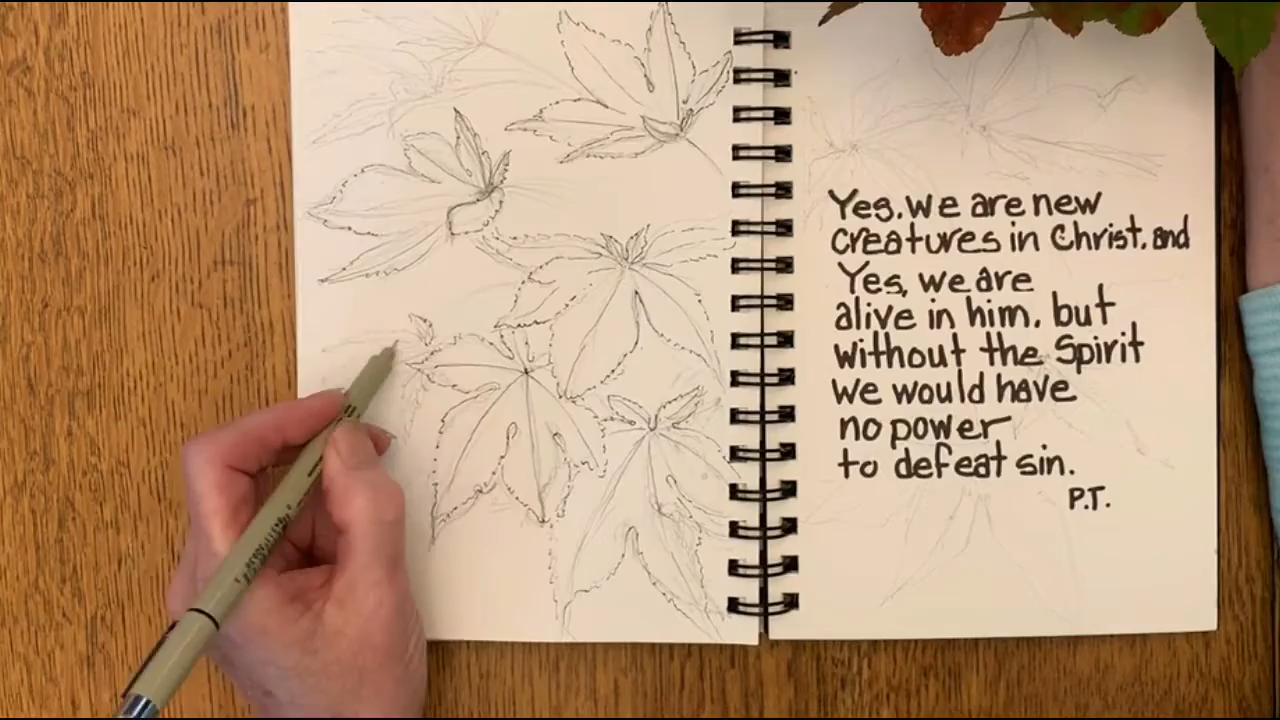 Yes, we are new
creatures in Christ, and
Yes, we are
alive in him, but
without the Spirit
we would have
no power
to defeat sin.
P.T.